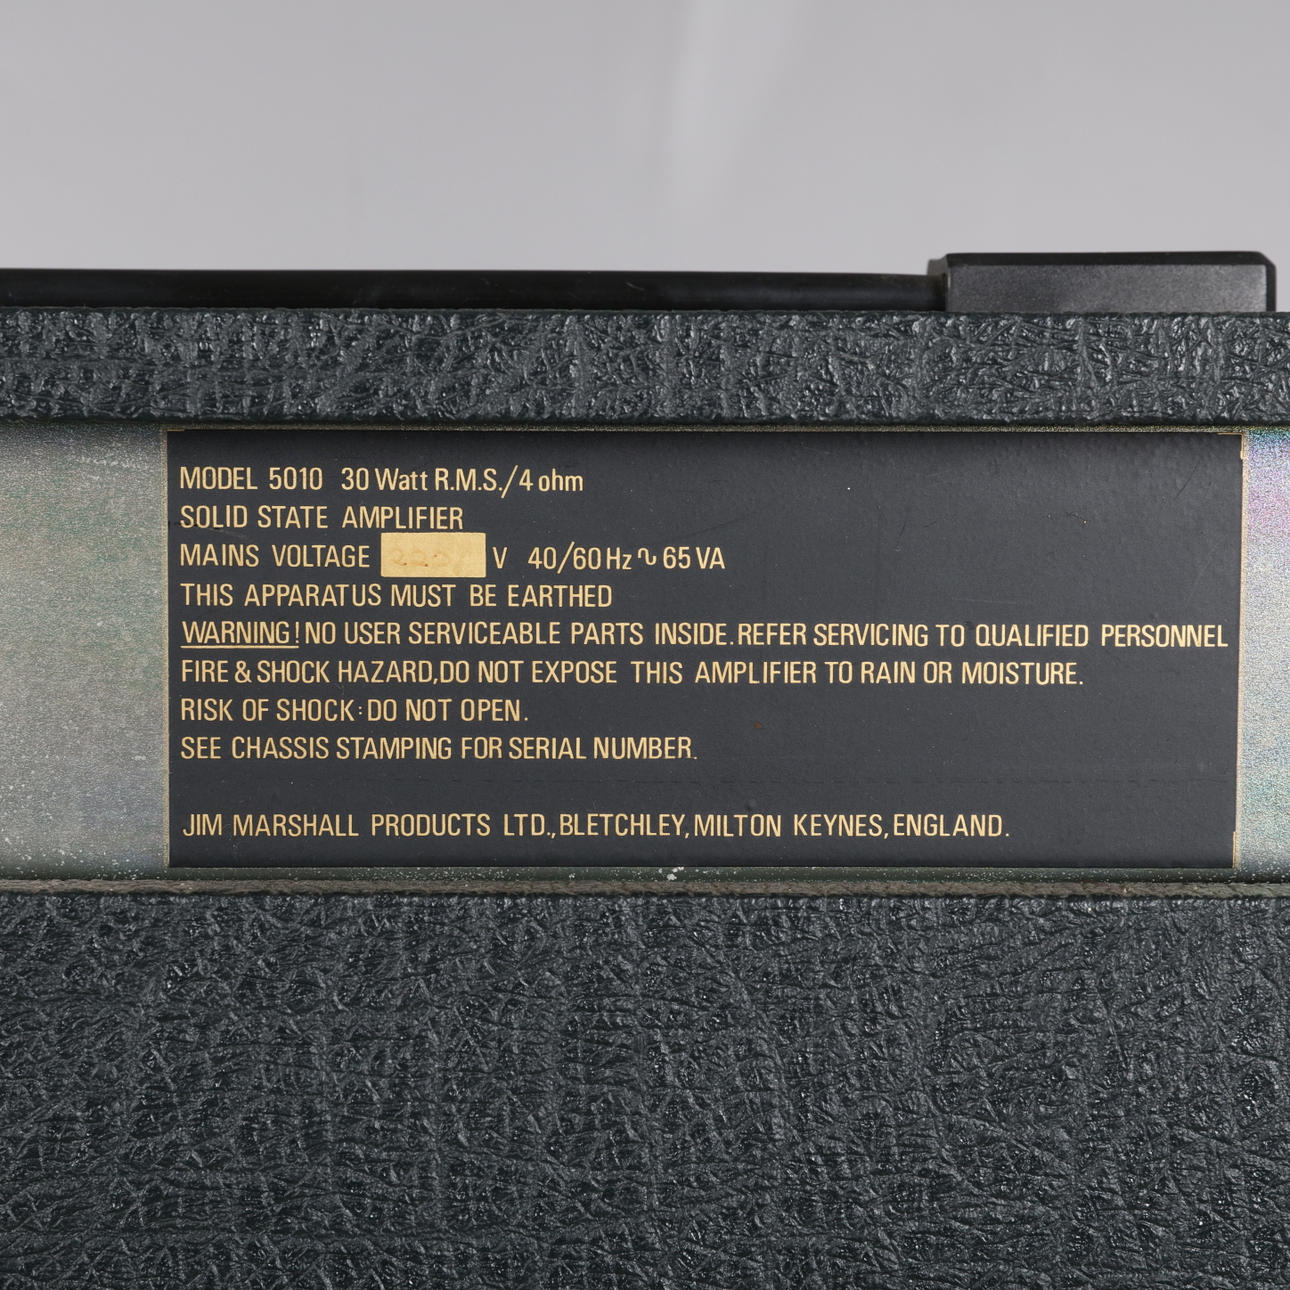 MODEL 5010 30 Watt R.M.S./4 ohm
SOLID STATE AMPLIFIER
MAINS VOLTAGE V 40/60 Hz ∿ 65 VA
THIS APPARATUS MUST BE EARTHED
WARNING! NO USER SERVICEABLE PARTS INSIDE. REFER SERVICING TO QUALIFIED PERSONNEL
FIRE & SHOCK HAZARD, DO NOT EXPOSE THIS AMPLIFIER TO RAIN OR MOISTURE.
RISK OF SHOCK: DO NOT OPEN.
SEE CHASSIS STAMPING FOR SERIAL NUMBER.
JIM MARSHALL PRODUCTS LTD., BLETCHLEY, MILTON KEYNES, ENGLAND.